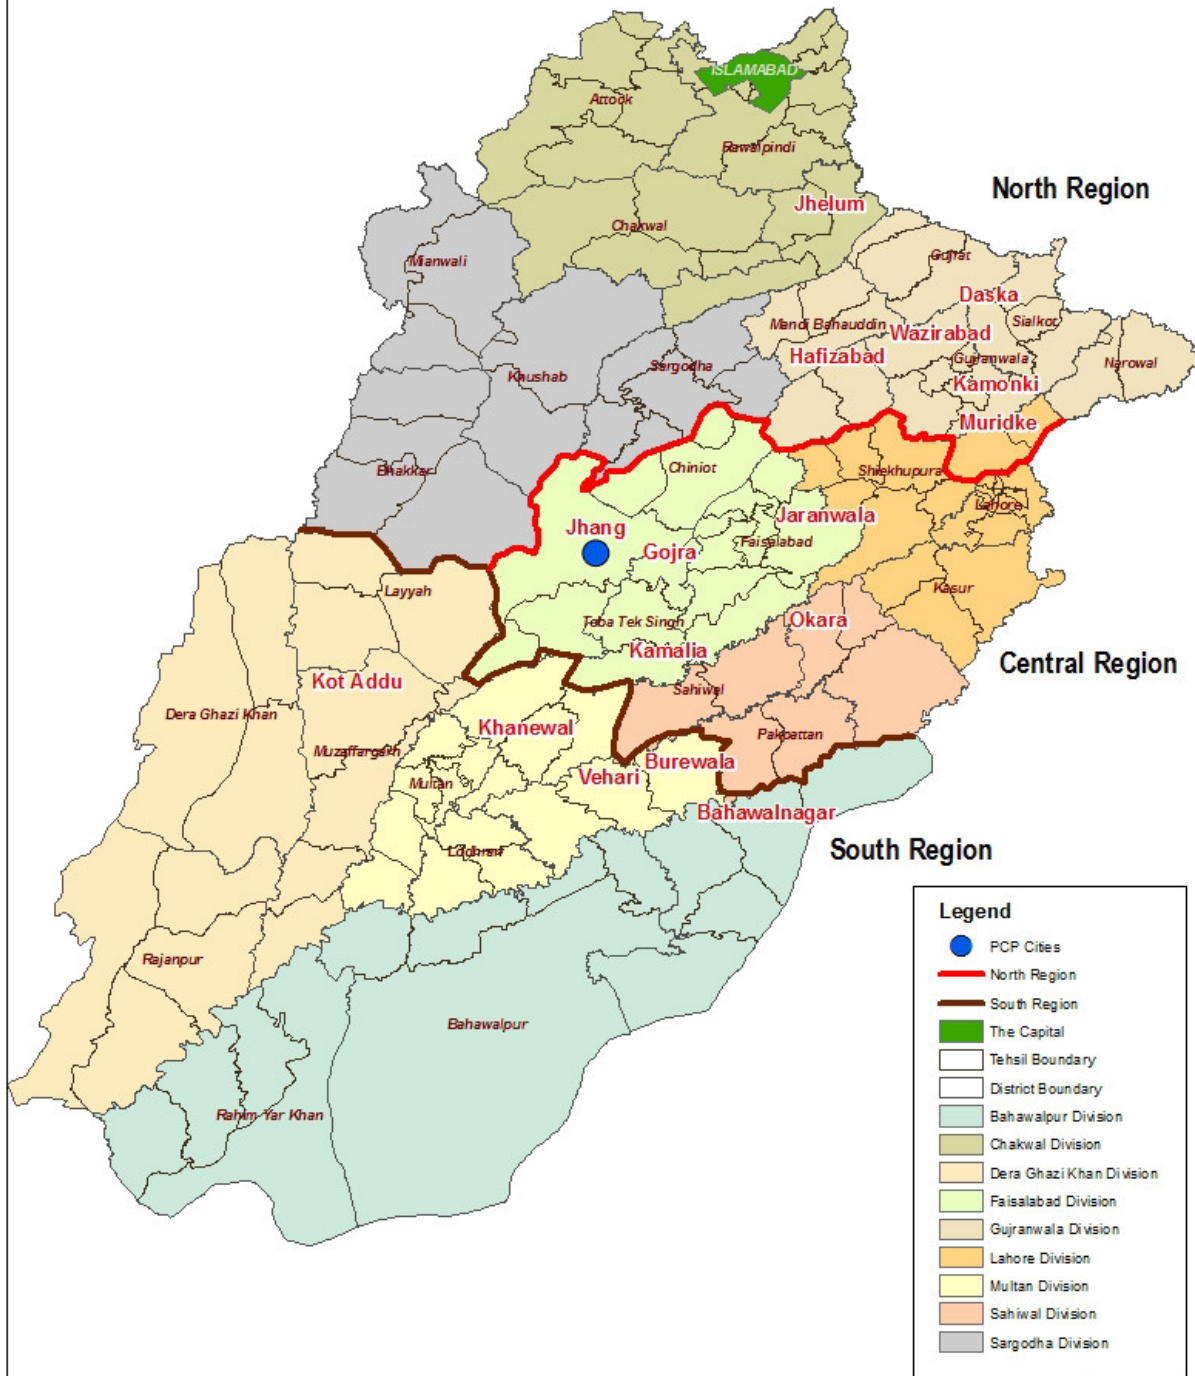 ISLAMABAD
Attock
Rawalpindi
North Region
Jhelum
Chakwal
Gujrat
Mianwali
Daska
Mandi Bahauddin
Sialkot
Wazirabad
Hafizabad
Gujranwala
Narowal
Sargodha
Khushab
Kamonki
Muridke
Chiniot
Shiekhupura
Bhakkar
Lahore
Jaranwala
Jhang
Faisalabad
Gojra
Kasur
Layyah
Toba Tek Singh
Okara
Kamalia
Central Region
Kot Addu
Sahiwal
Dera Ghazi Khan
Khanewal
Pakpattan
Muzaffargarh
Burewala
Vehari
Multan
Bahawalnagar
Lodhran
South Region
Rajanpur
Bahawalpur
Rahim Yar Khan
Legend
PCP Cities
North Region
South Region
The Capital
Tehsil Boundary
District Boundary
Bahawalpur Division
Chakwal Division
Dera Ghazi Khan Division
Faisalabad Division
Gujranwala Division
Lahore Division
Multan Division
Sahiwal Division
Sargodha Division